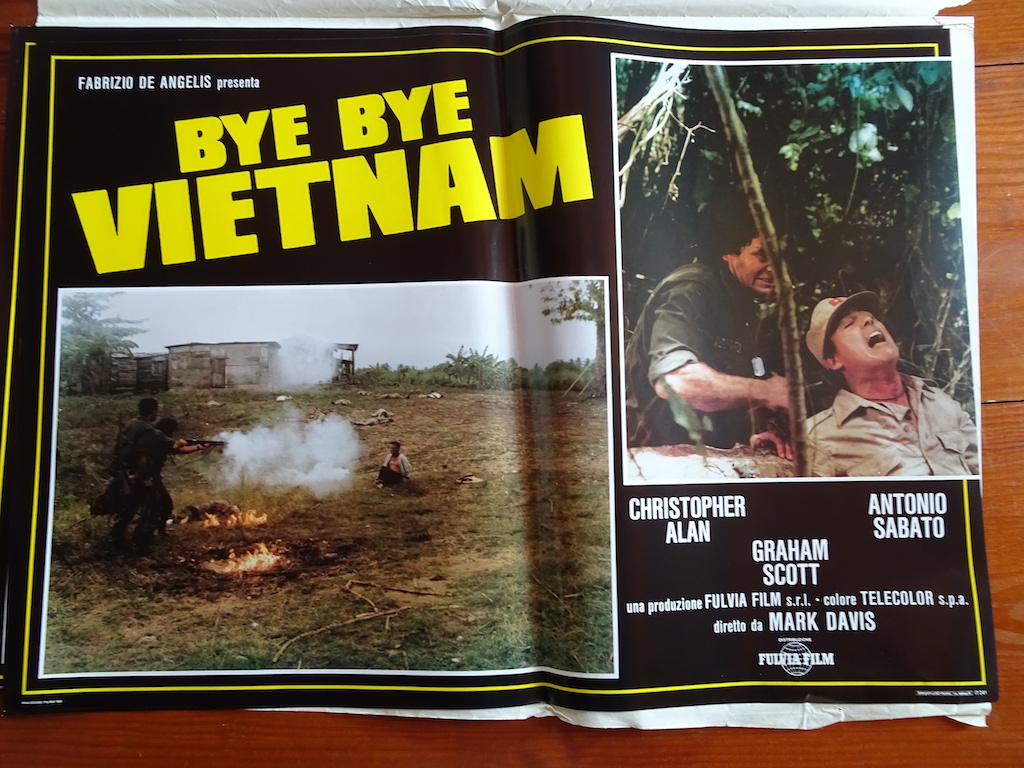 FABRIZIO DE ANGELIS presenta
BYE BYE
VIETNAM
CHRISTOPHER
ALAN
ANTONIO
SABATO
GRAHAM
SCOTT
una produzione FULVIA FILM s.r.l. - colore TELECOLOR s.p.a.
diretto da MARK DAVIS
DISTRIBUZIONE
FULVIA FILM